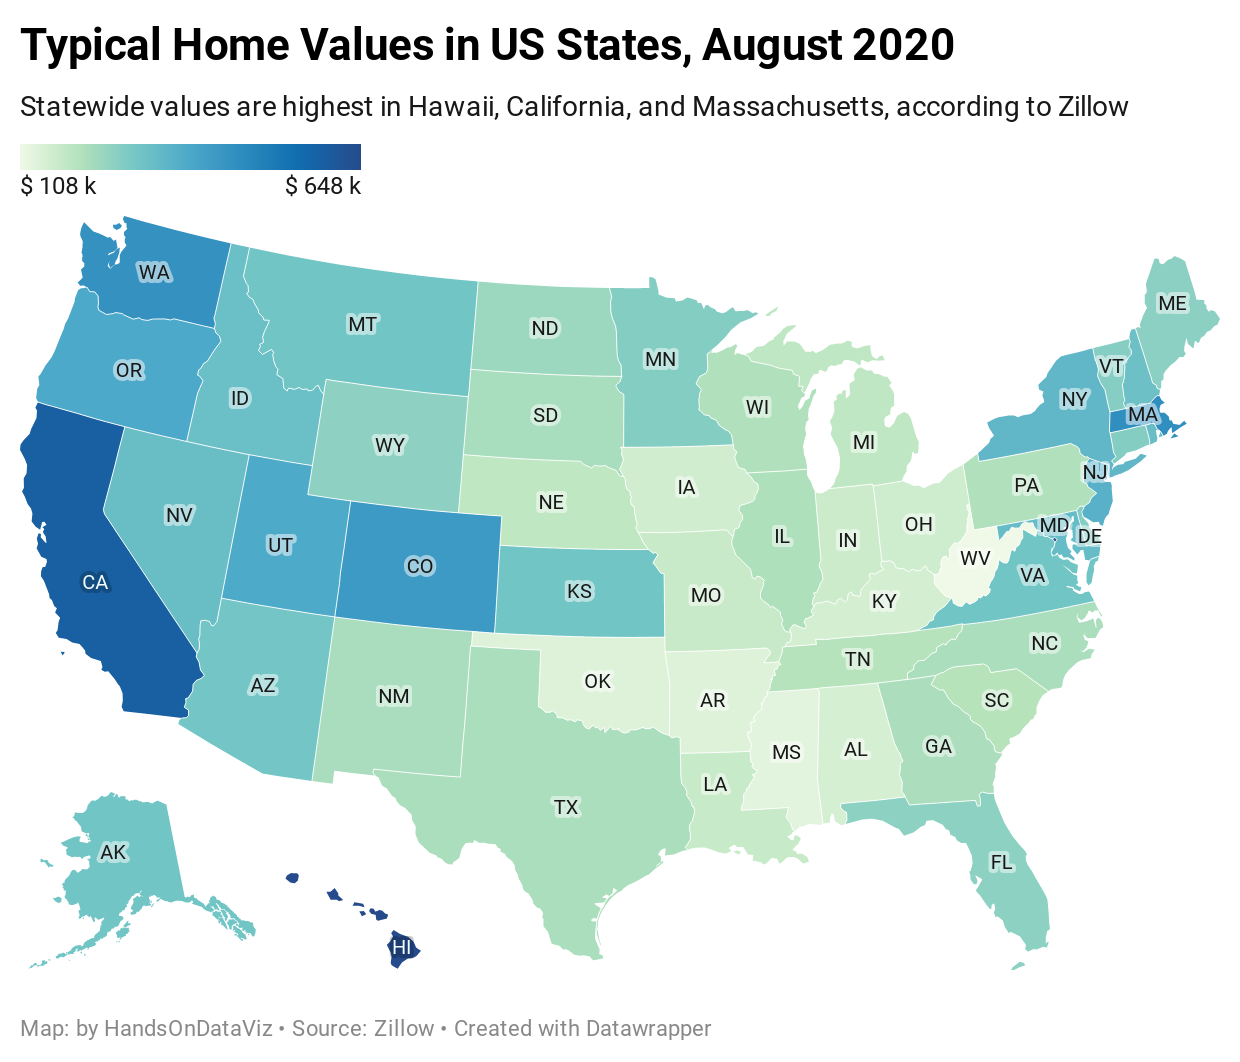 Typical Home Values in US States, August 2020
Statewide values are highest in Hawaii, California, and Massachusetts, according to Zillow
$ 108 k $ 648 k
WA
MT
ND
MN
ME
OR
ID
WY
SD
WI
MI
VT
NY
MA
NV
UT
CO
NE
IA
IL
IN
OH
PA
NJ
MD
DE
WV
VA
CA
KS
MO
KY
AZ
NM
OK
AR
TN
NC
SC
MS
AL
GA
LA
TX
FL
AK
HI
Map: by HandsOnDataViz • Source: Zillow • Created with Datawrapper